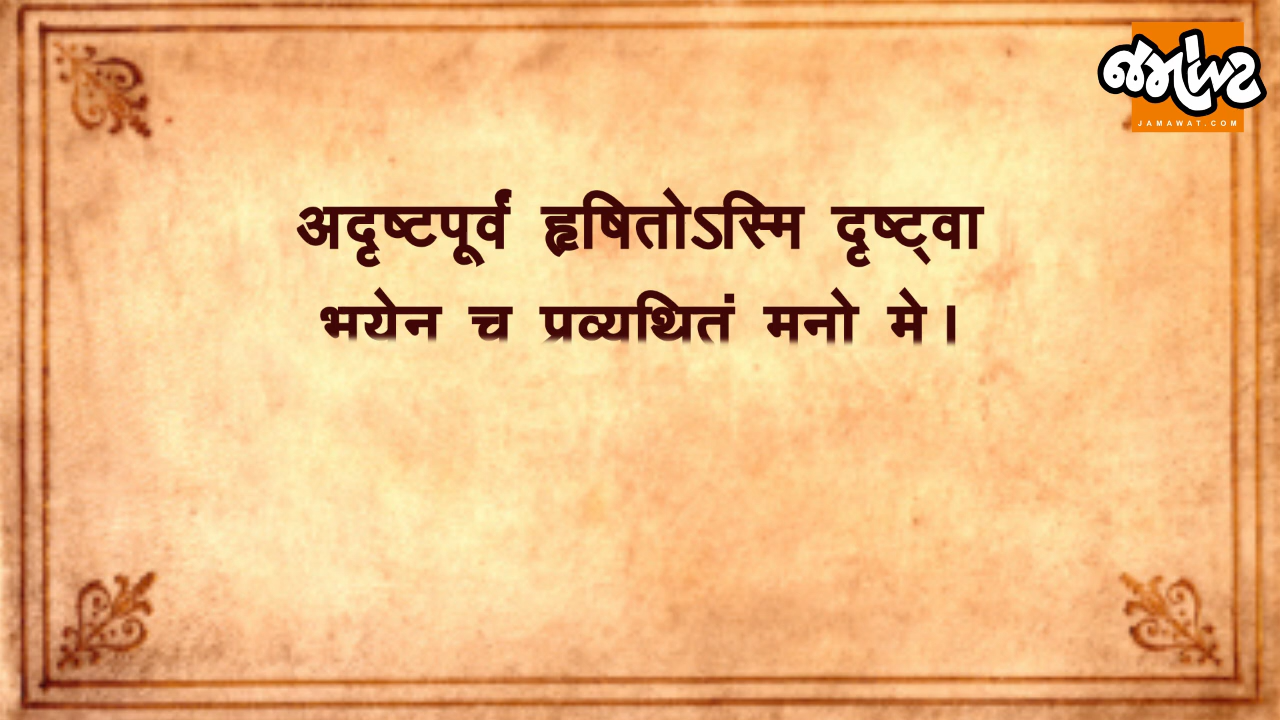 જમાવટ
JAMAWAT.COM
अदृष्टपूर्वं हृषितोऽस्मि दृष्ट्वा
भयेन च प्रव्यथितं मनो मे।